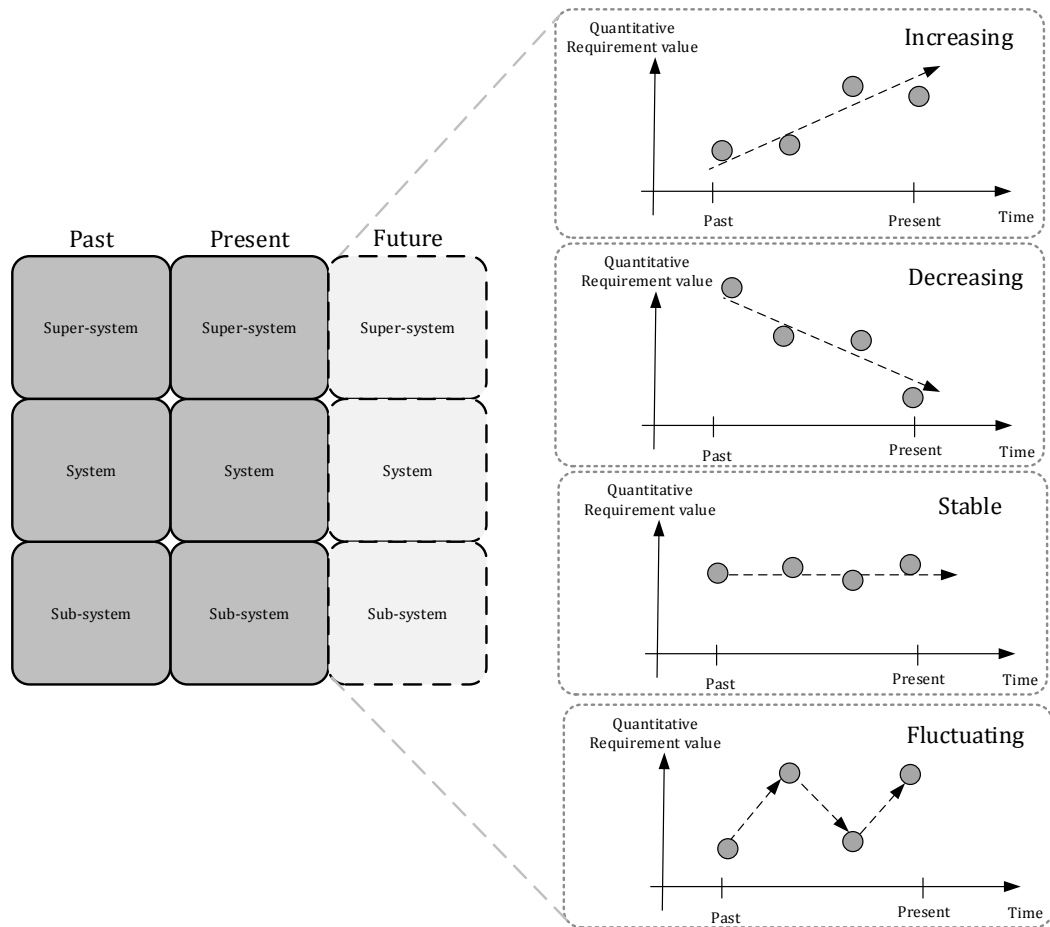 Past Present Future
Super-system Super-system Super-system
System System System
Sub-system Sub-system Sub-system
Quantitative
Requirement value
Increasing
Past Present Time
Quantitative
Requirement value
Decreasing
Past Present Time
Quantitative
Requirement value
Stable
Past Present Time
Quantitative
Requirement value
Fluctuating
Past Present Time